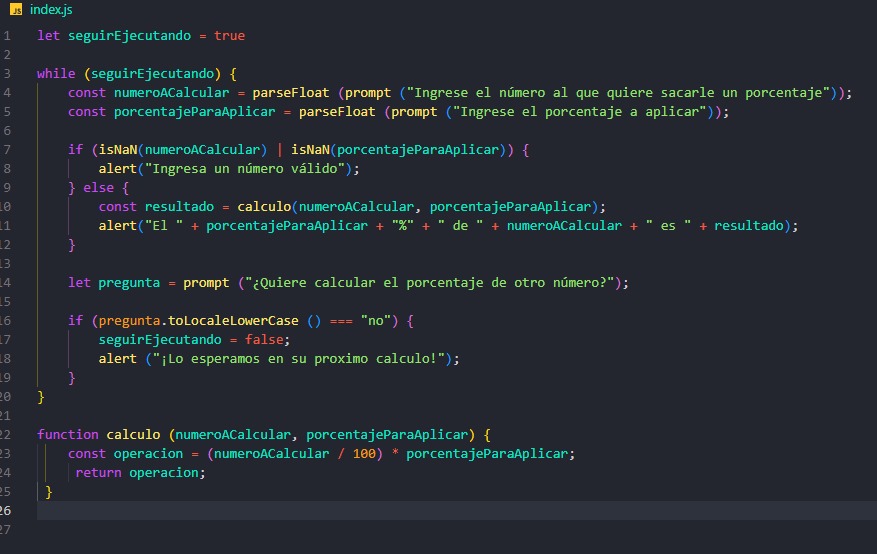 JS index.js
1 let seguirEjecutando = true
2
3 while (seguirEjecutando) {
4 const numeroACalcular = parseFloat (prompt ("Ingrese el número al que quiere sacarle un porcentaje"));
5 const porcentajeParaAplicar = parseFloat (prompt ("Ingrese el porcentaje a aplicar"));
6
7 if (isNaN(numeroACalcular) | isNaN(porcentajeParaAplicar)) {
8 alert("Ingresa un número válido");
9 } else {
10 const resultado = calculo(numeroACalcular, porcentajeParaAplicar);
11 alert("El " + porcentajeParaAplicar + "%" + " de " + numeroACalcular + " es " + resultado);
12 }
13
14 let pregunta = prompt ("¿Quiere calcular el porcentaje de otro número?");
15
16 if (pregunta.toLocaleLowerCase () === "no") {
17 seguirEjecutando = false;
18 alert ("¡Lo esperamos en su proximo calculo!");
19 }
20 }
21
22 function calculo (numeroACalcular, porcentajeParaAplicar) {
23 const operacion = (numeroACalcular / 100) * porcentajeParaAplicar;
24 return operacion;
25 }
26
27